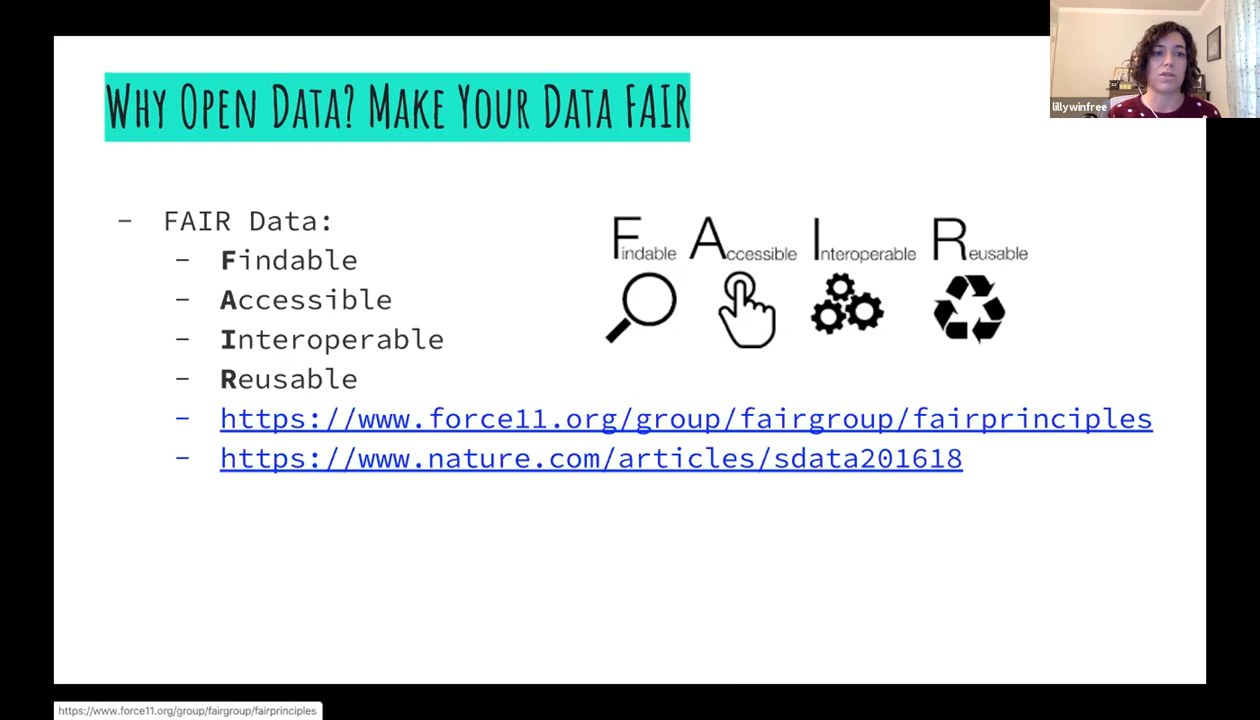 WHY OPEN DATA? MAKE YOUR DATA FAIR
lillywinfree
- FAIR Data:
- Findable
- Accessible
- Interoperable
- Reusable
- https://www.force11.org/group/fairgroup/fairprinciples
- https://www.nature.com/articles/sdata201618
Findable Accessible Interoperable Reusable
https://www.force11.org/group/fairgroup/fairprinciples